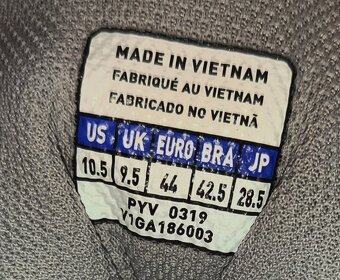 MADE IN VIETNAM
FABRIQUÉ AU VIETNAM
FABRICADO NO VIETNÃ
US UK EURO BRA JP
10.5 9.5 44 42.5 28.5
PYV 0319
V1GA186003